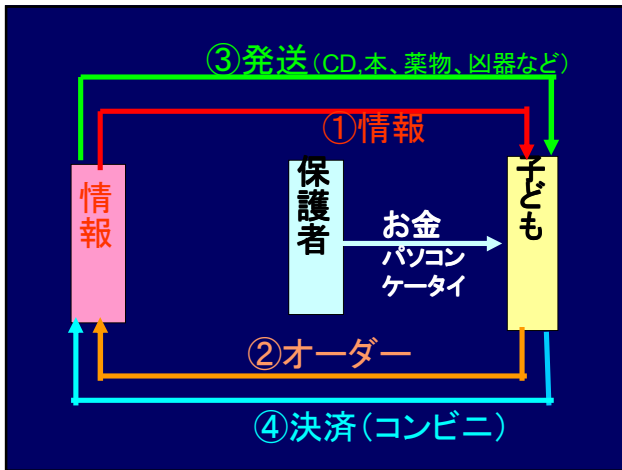 ③発送（CD,本、薬物、凶器など）
①情報
情報
保護者
子ども
お金
パソコン
ケータイ
②オーダー
④決済（コンビニ）